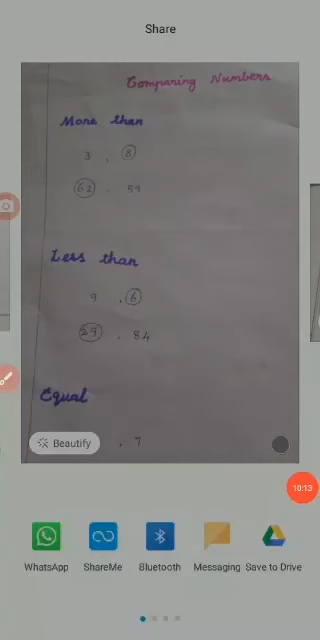 Share
Comparing Numbers
More than
3 , 8
62 , 59
Less than
9 , 6
29 , 84
Equal
Beautify
, 7
10:13
WhatsApp ShareMe Bluetooth Messaging Save to Drive